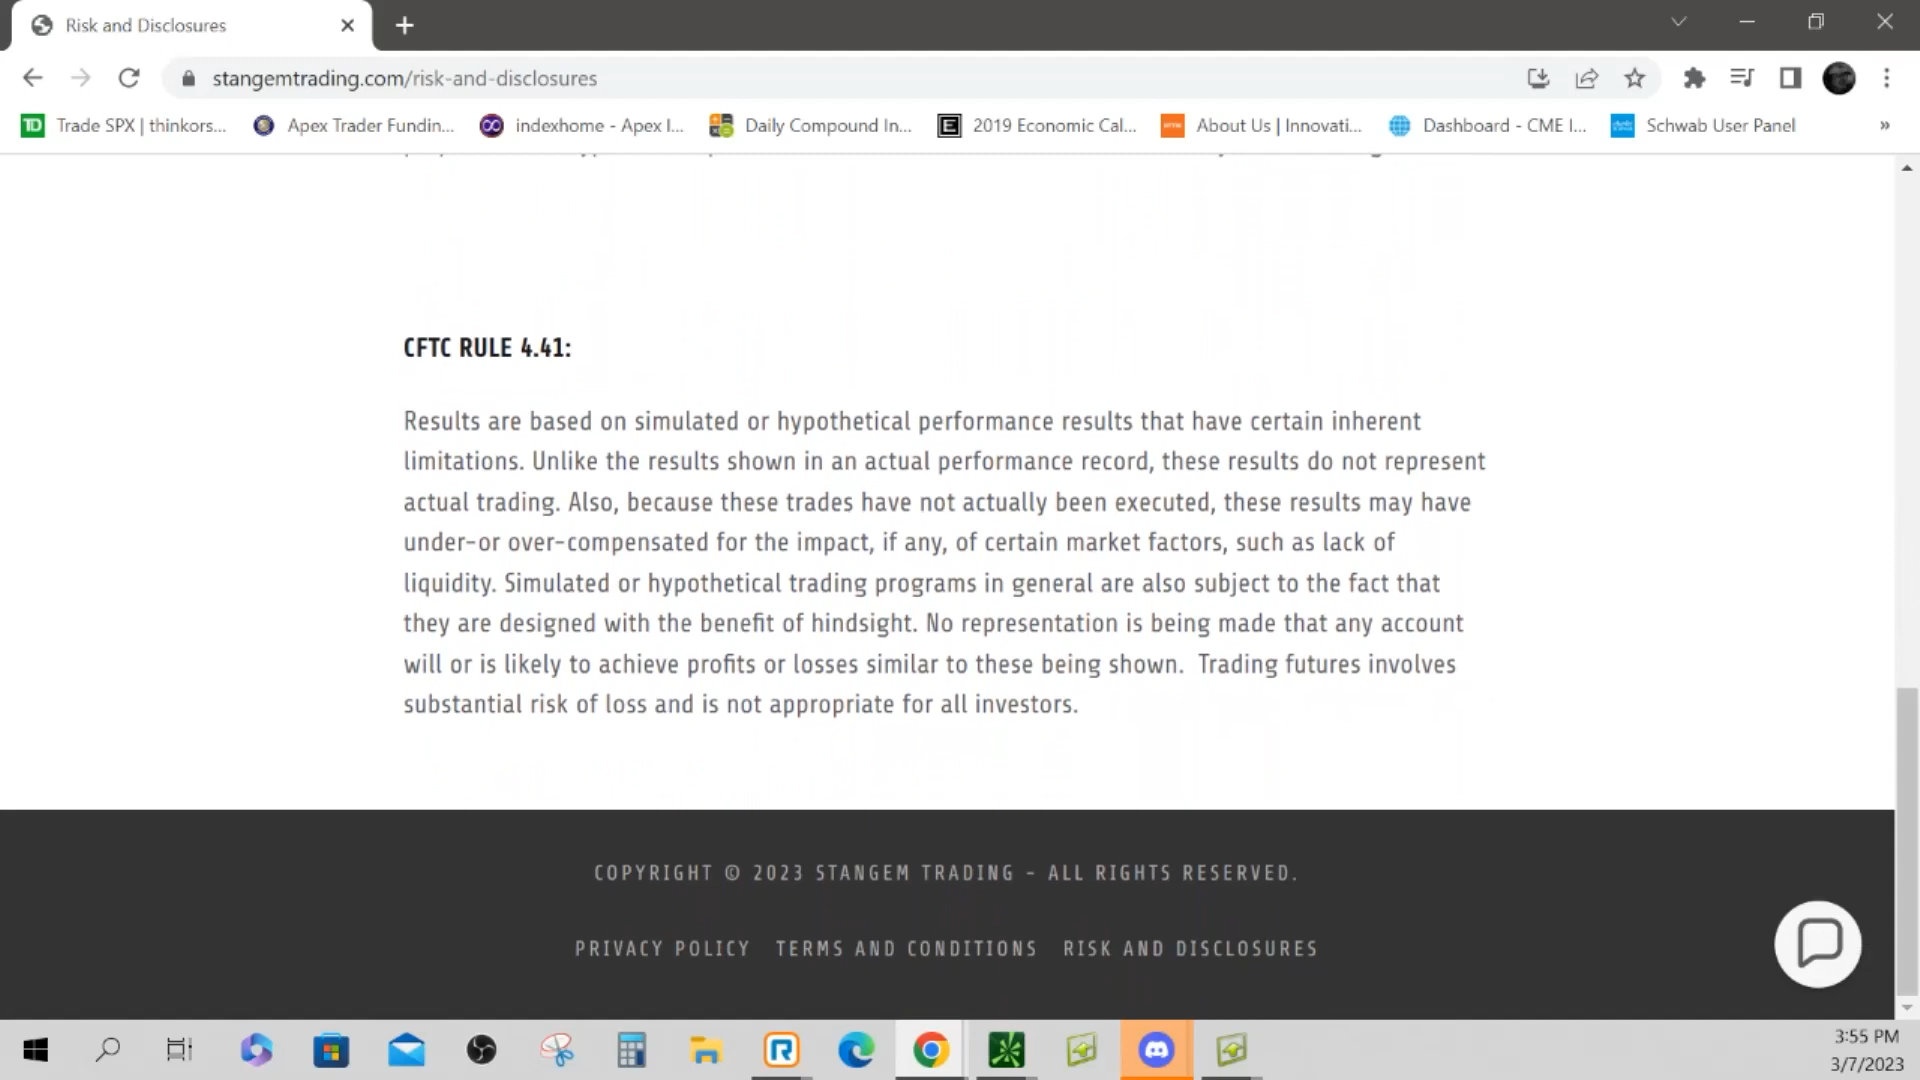 Risk and Disclosures
stangemtrading.com/risk-and-disclosures
TD Trade SPX | thinkors...
Apex Trader Fundin...
indexhome - Apex I...
Daily Compound In...
E 2019 Economic Cal...
About Us | Innovati...
Dashboard - CME I...
Schwab User Panel
»
CFTC RULE 4.41:
Results are based on simulated or hypothetical performance results that have certain inherent
limitations. Unlike the results shown in an actual performance record, these results do not represent
actual trading. Also, because these trades have not actually been executed, these results may have
under-or over-compensated for the impact, if any, of certain market factors, such as lack of
liquidity. Simulated or hypothetical trading programs in general are also subject to the fact that
they are designed with the benefit of hindsight. No representation is being made that any account
will or is likely to achieve profits or losses similar to these being shown.  Trading futures involves
substantial risk of loss and is not appropriate for all investors.
COPYRIGHT © 2023 STANGEM TRADING - ALL RIGHTS RESERVED.
PRIVACY POLICY TERMS AND CONDITIONS RISK AND DISCLOSURES
R
3:55 PM
3/7/2023